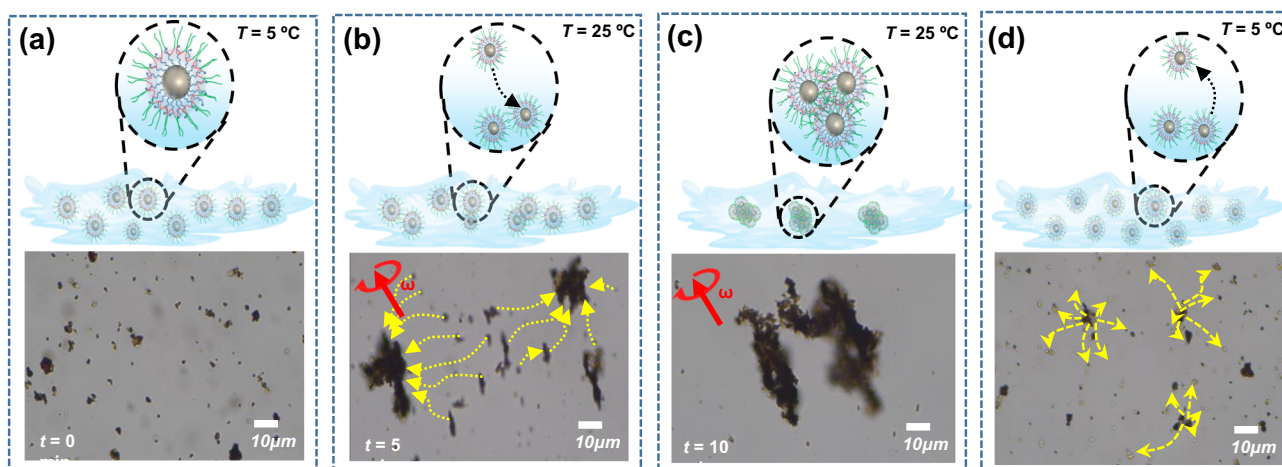 (a)
T = 5 ºC
t = 0
10µm
(b)
T = 25 ºC
ω
t = 5
10µm
(c)
T = 25 ºC
ω
t = 10
10µm
(d)
T = 5 ºC
10µm